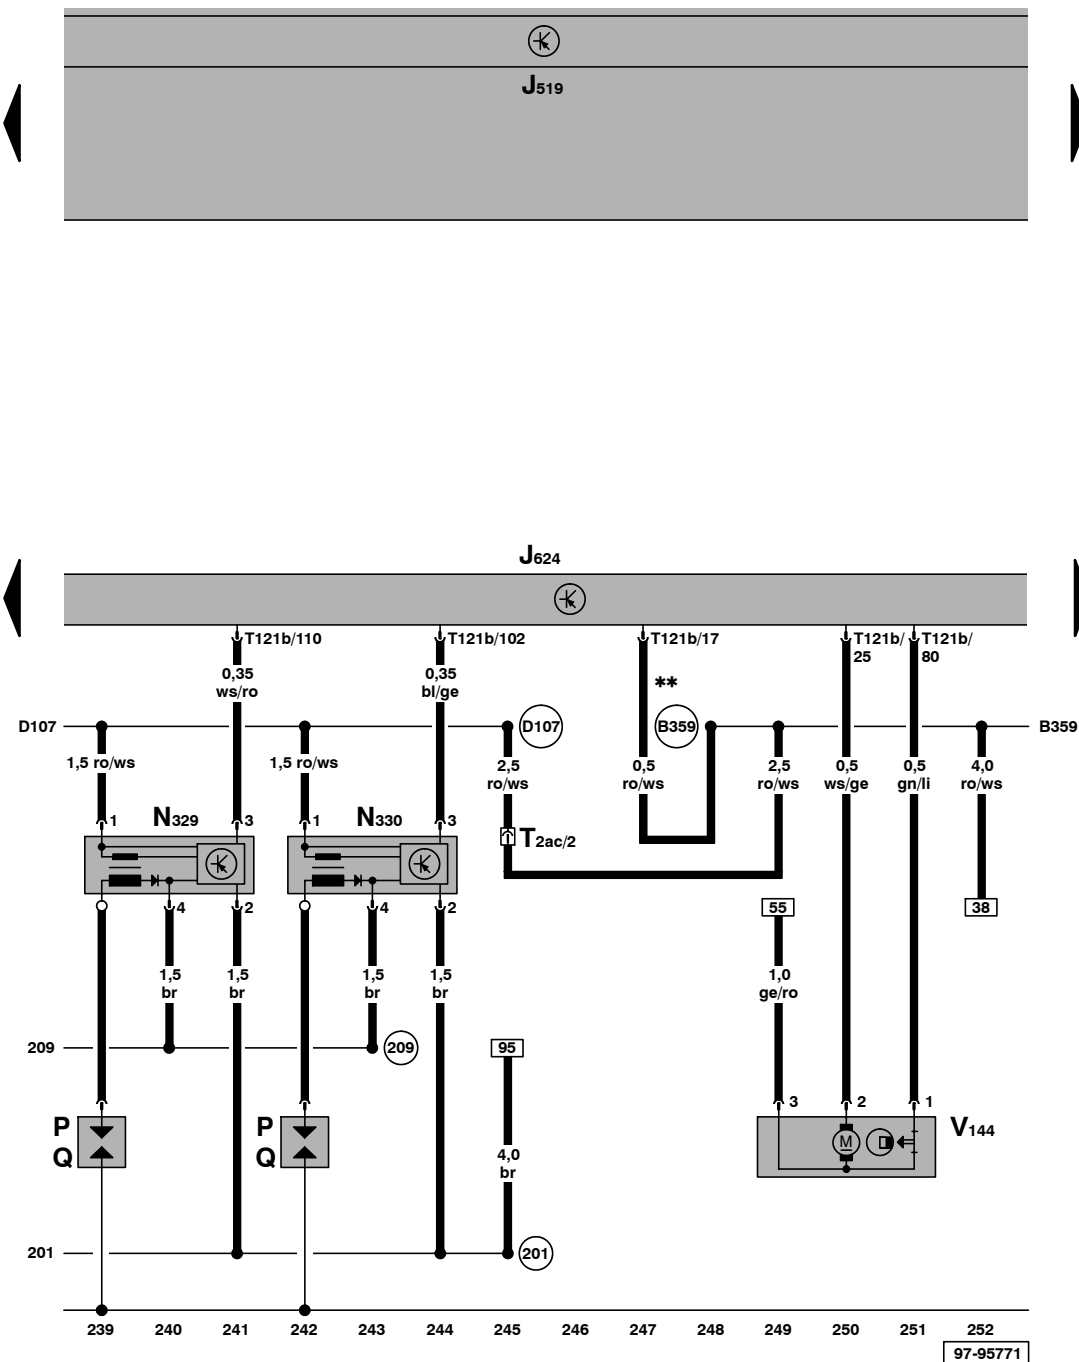 J519
J624
T121b/110
T121b/102
T121b/17
T121b/
25
T121b/
80
0,35
ws/ro
0,35
bl/ge
**
D107
D107
B359
B359
1,5 ro/ws
1,5 ro/ws
2,5
ro/ws
0,5
ro/ws
2,5
ro/ws
0,5
ws/ge
0,5
gn/li
4,0
ro/ws
1
N329
3
1
N330
3
T2ac/2
4
2
4
2
55
38
1,5
br
1,5
br
1,5
br
1,5
br
1,0
ge/ro
209
209
95
3
2
1
P
Q
P
Q
M
V144
4,0
br
201
201
239 240 241 242 243 244 245 246 247 248 249 250 251 252
97-95771